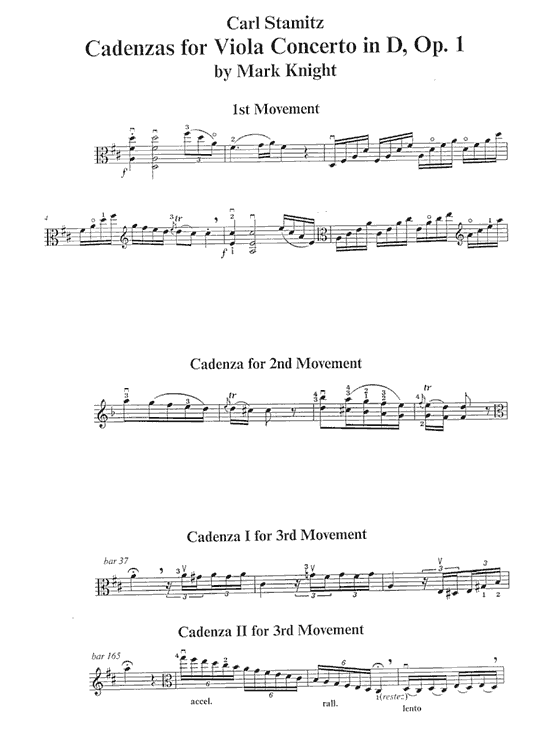 Carl Stamitz
Cadenzas for Viola Concerto in D, Op. 1
by Mark Knight
1st Movement
Cadenza for 2nd Movement
Cadenza I for 3rd Movement
bar 37
Cadenza II for 3rd Movement
bar 165
accel.
rall.
(restez)
lento